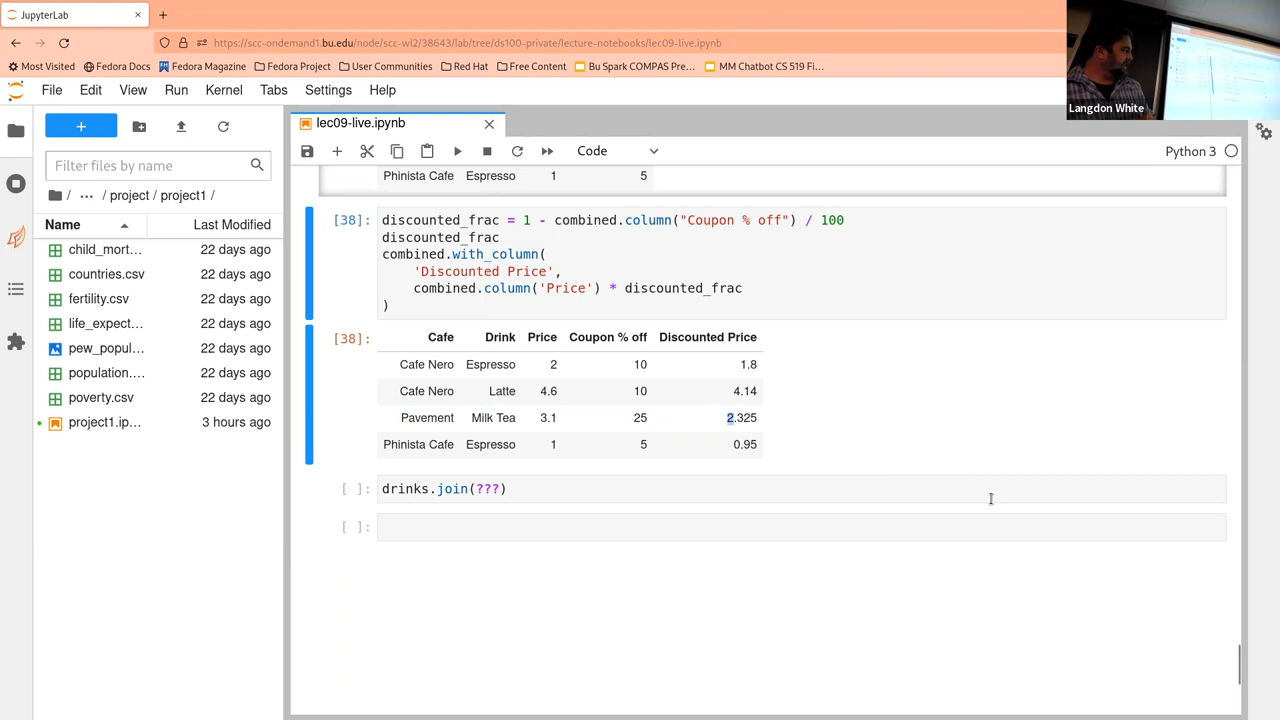 JupyterLab
https://scc-ondemand1.bu.edu/node/scc-wl2/38643/lab/tree/ds100-private/lecture-notebooks/lec09-live.ipynb
Most Visited Fedora Docs Fedora Magazine Fedora Project User Communities Red Hat Free Content Bu Spark COMPAS Pre… MM Chatbot CS 519 Fi…
Langdon White
File Edit View Run Kernel Tabs Settings Help
lec09-live.ipynb
Code
Python 3
Filter files by name
/ … / project / project1 /
Name Last Modified
child_mort… 22 days ago
countries.csv 22 days ago
fertility.csv 22 days ago
life_expect… 22 days ago
pew_popul… 22 days ago
population.… 22 days ago
poverty.csv 22 days ago
project1.ip… 3 hours ago
Phinista Cafe Espresso 1 5
[38]: discounted_frac = 1 - combined.column("Coupon % off") / 100
discounted_frac
combined.with_column(
'Discounted Price',
combined.column('Price') * discounted_frac
)
[38]: Cafe Drink Price Coupon % off Discounted Price
Cafe Nero Espresso 2 10 1.8
Cafe Nero Latte 4.6 10 4.14
Pavement Milk Tea 3.1 25 2.325
Phinista Cafe Espresso 1 5 0.95
[ ]: drinks.join(???)
[ ]: